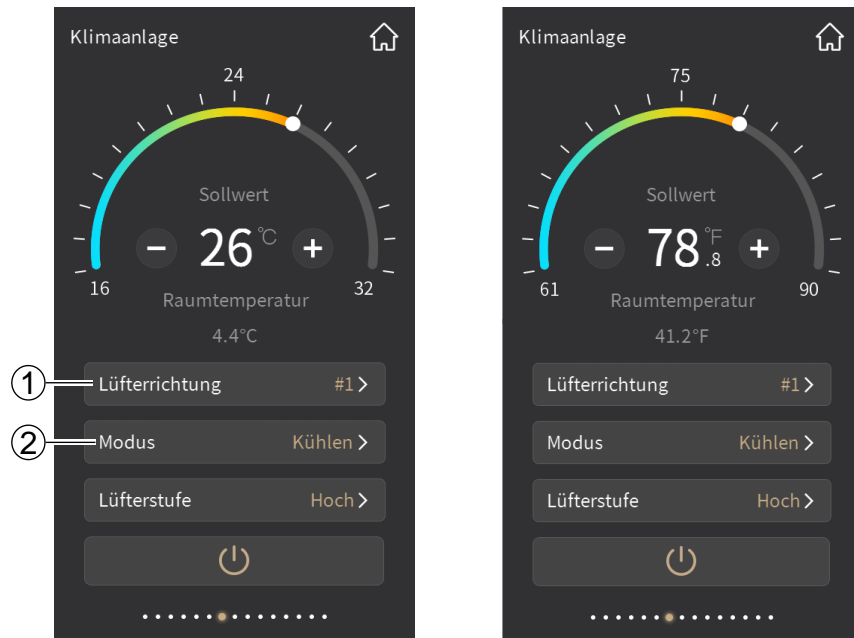 Klimaanlage
24
Sollwert
− 26 °C +
16
32
Raumtemperatur
4.4°C
① Lüfterrichtung #1 >
② Modus Kühlen >
Lüfterstufe Hoch >
Klimaanlage
75
Sollwert
− 78.8 °F +
61
90
Raumtemperatur
41.2°F
Lüfterrichtung #1 >
Modus Kühlen >
Lüfterstufe Hoch >